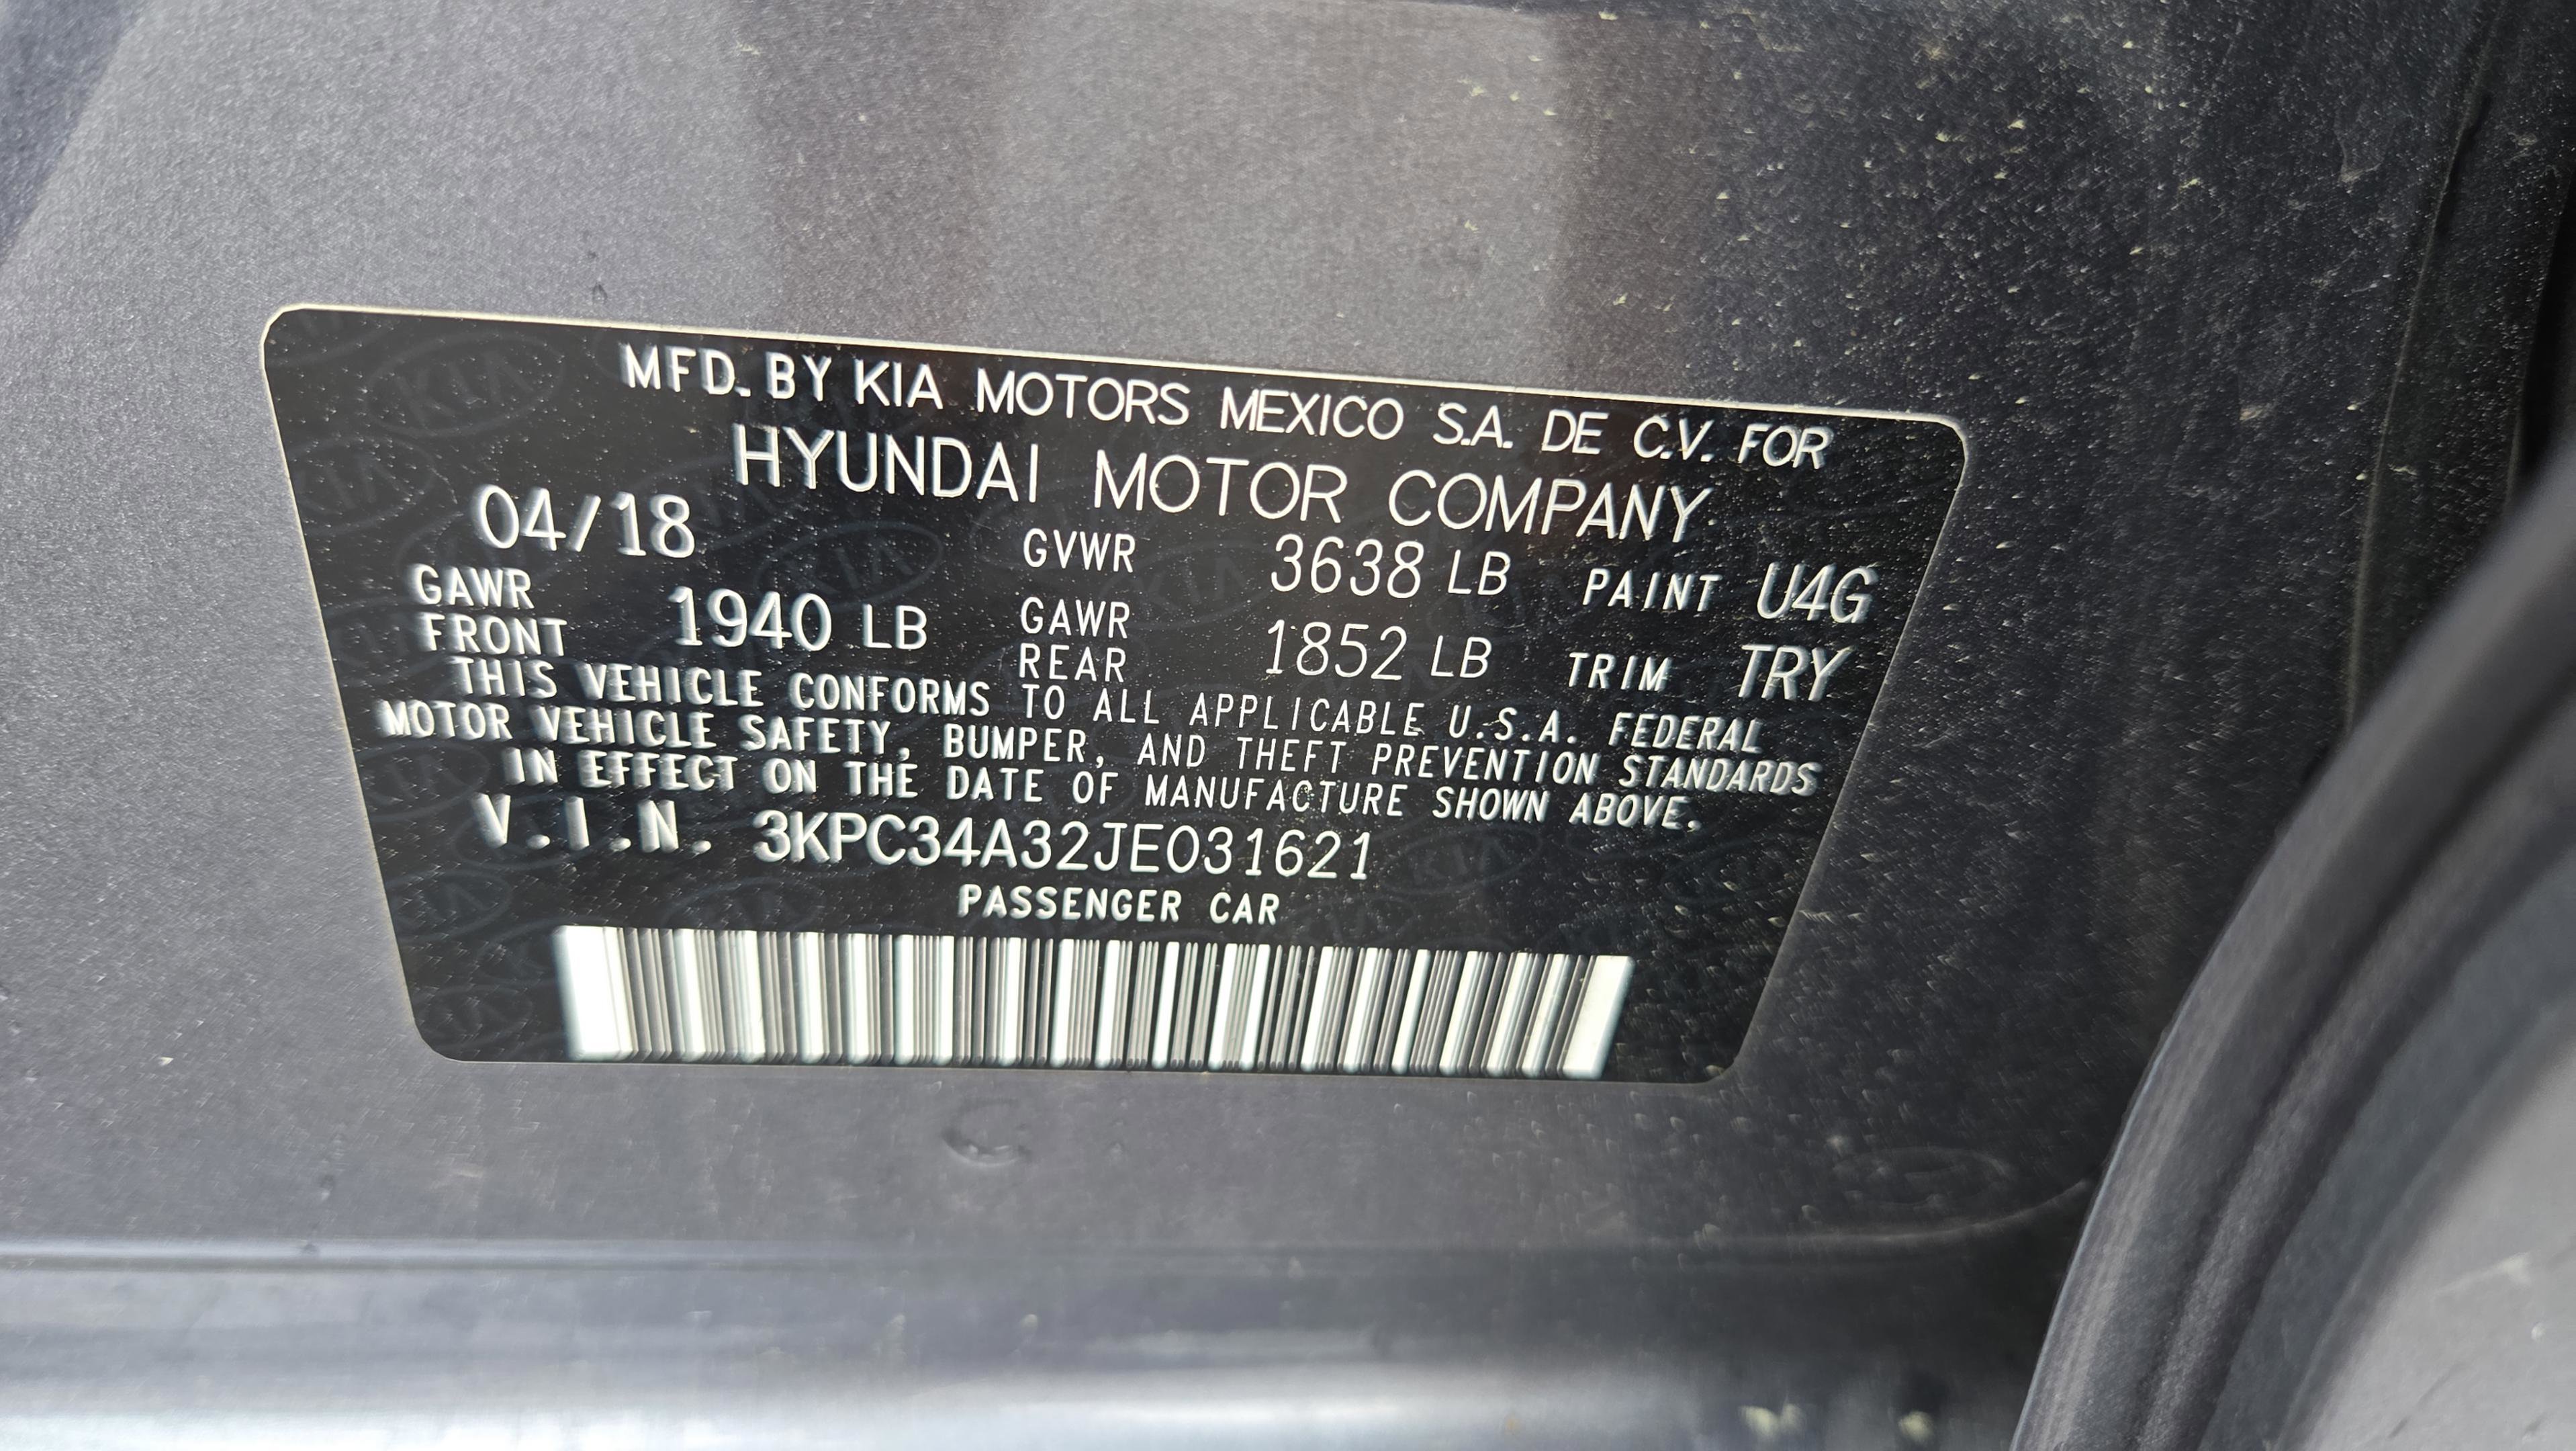 MFD. BY KIA MOTORS MEXICO S.A. DE C.V. FOR
HYUNDAI MOTOR COMPANY
04/18 GVWR 3638 LB PAINT U4G
GAWR FRONT 1940 LB GAWR REAR 1852 LB TRIM TRY
THIS VEHICLE CONFORMS TO ALL APPLICABLE U.S.A. FEDERAL
MOTOR VEHICLE SAFETY, BUMPER, AND THEFT PREVENTION STANDARDS
IN EFFECT ON THE DATE OF MANUFACTURE SHOWN ABOVE.
V.I.N. 3KPC34A32JE031621
PASSENGER CAR